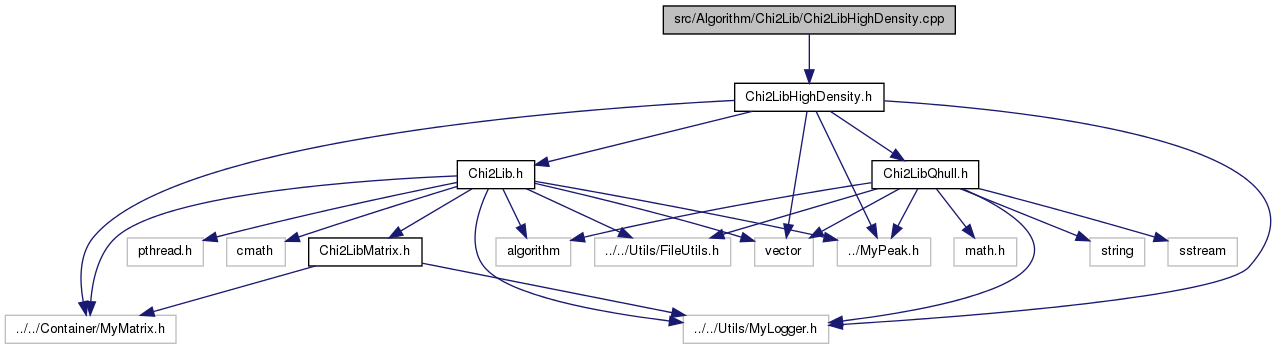 src/Algorithm/Chi2Lib/Chi2LibHighDensity.cpp
Chi2LibHighDensity.h
Chi2Lib.h
Chi2LibQhull.h
pthread.h
cmath
Chi2LibMatrix.h
algorithm
../../Utils/FileUtils.h
vector
../MyPeak.h
math.h
string
sstream
../../Container/MyMatrix.h
../../Utils/MyLogger.h